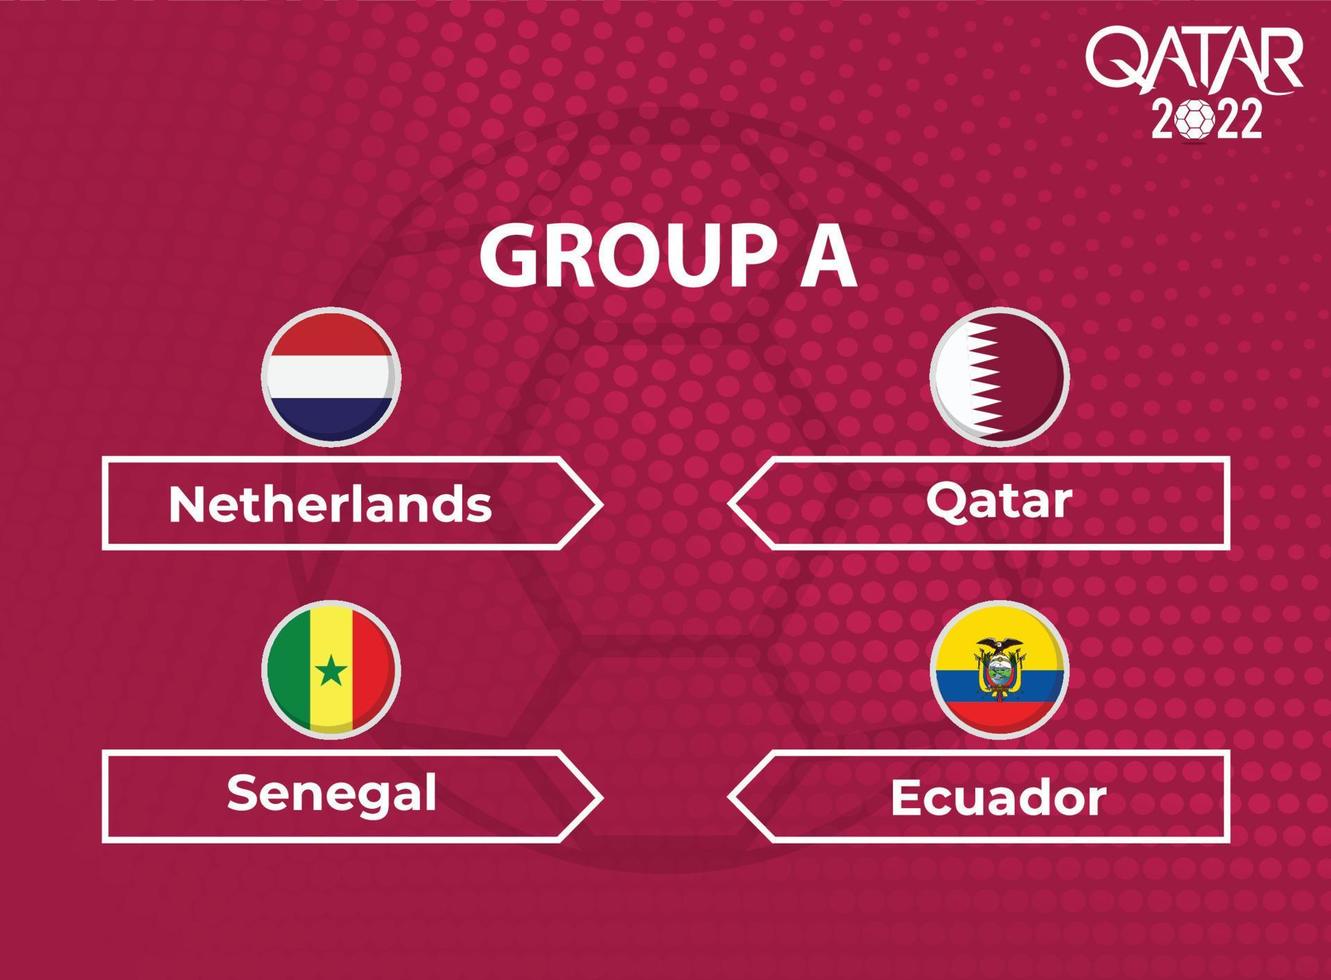 QATAR
2022
GROUP A
Netherlands
Qatar
Senegal
Ecuador